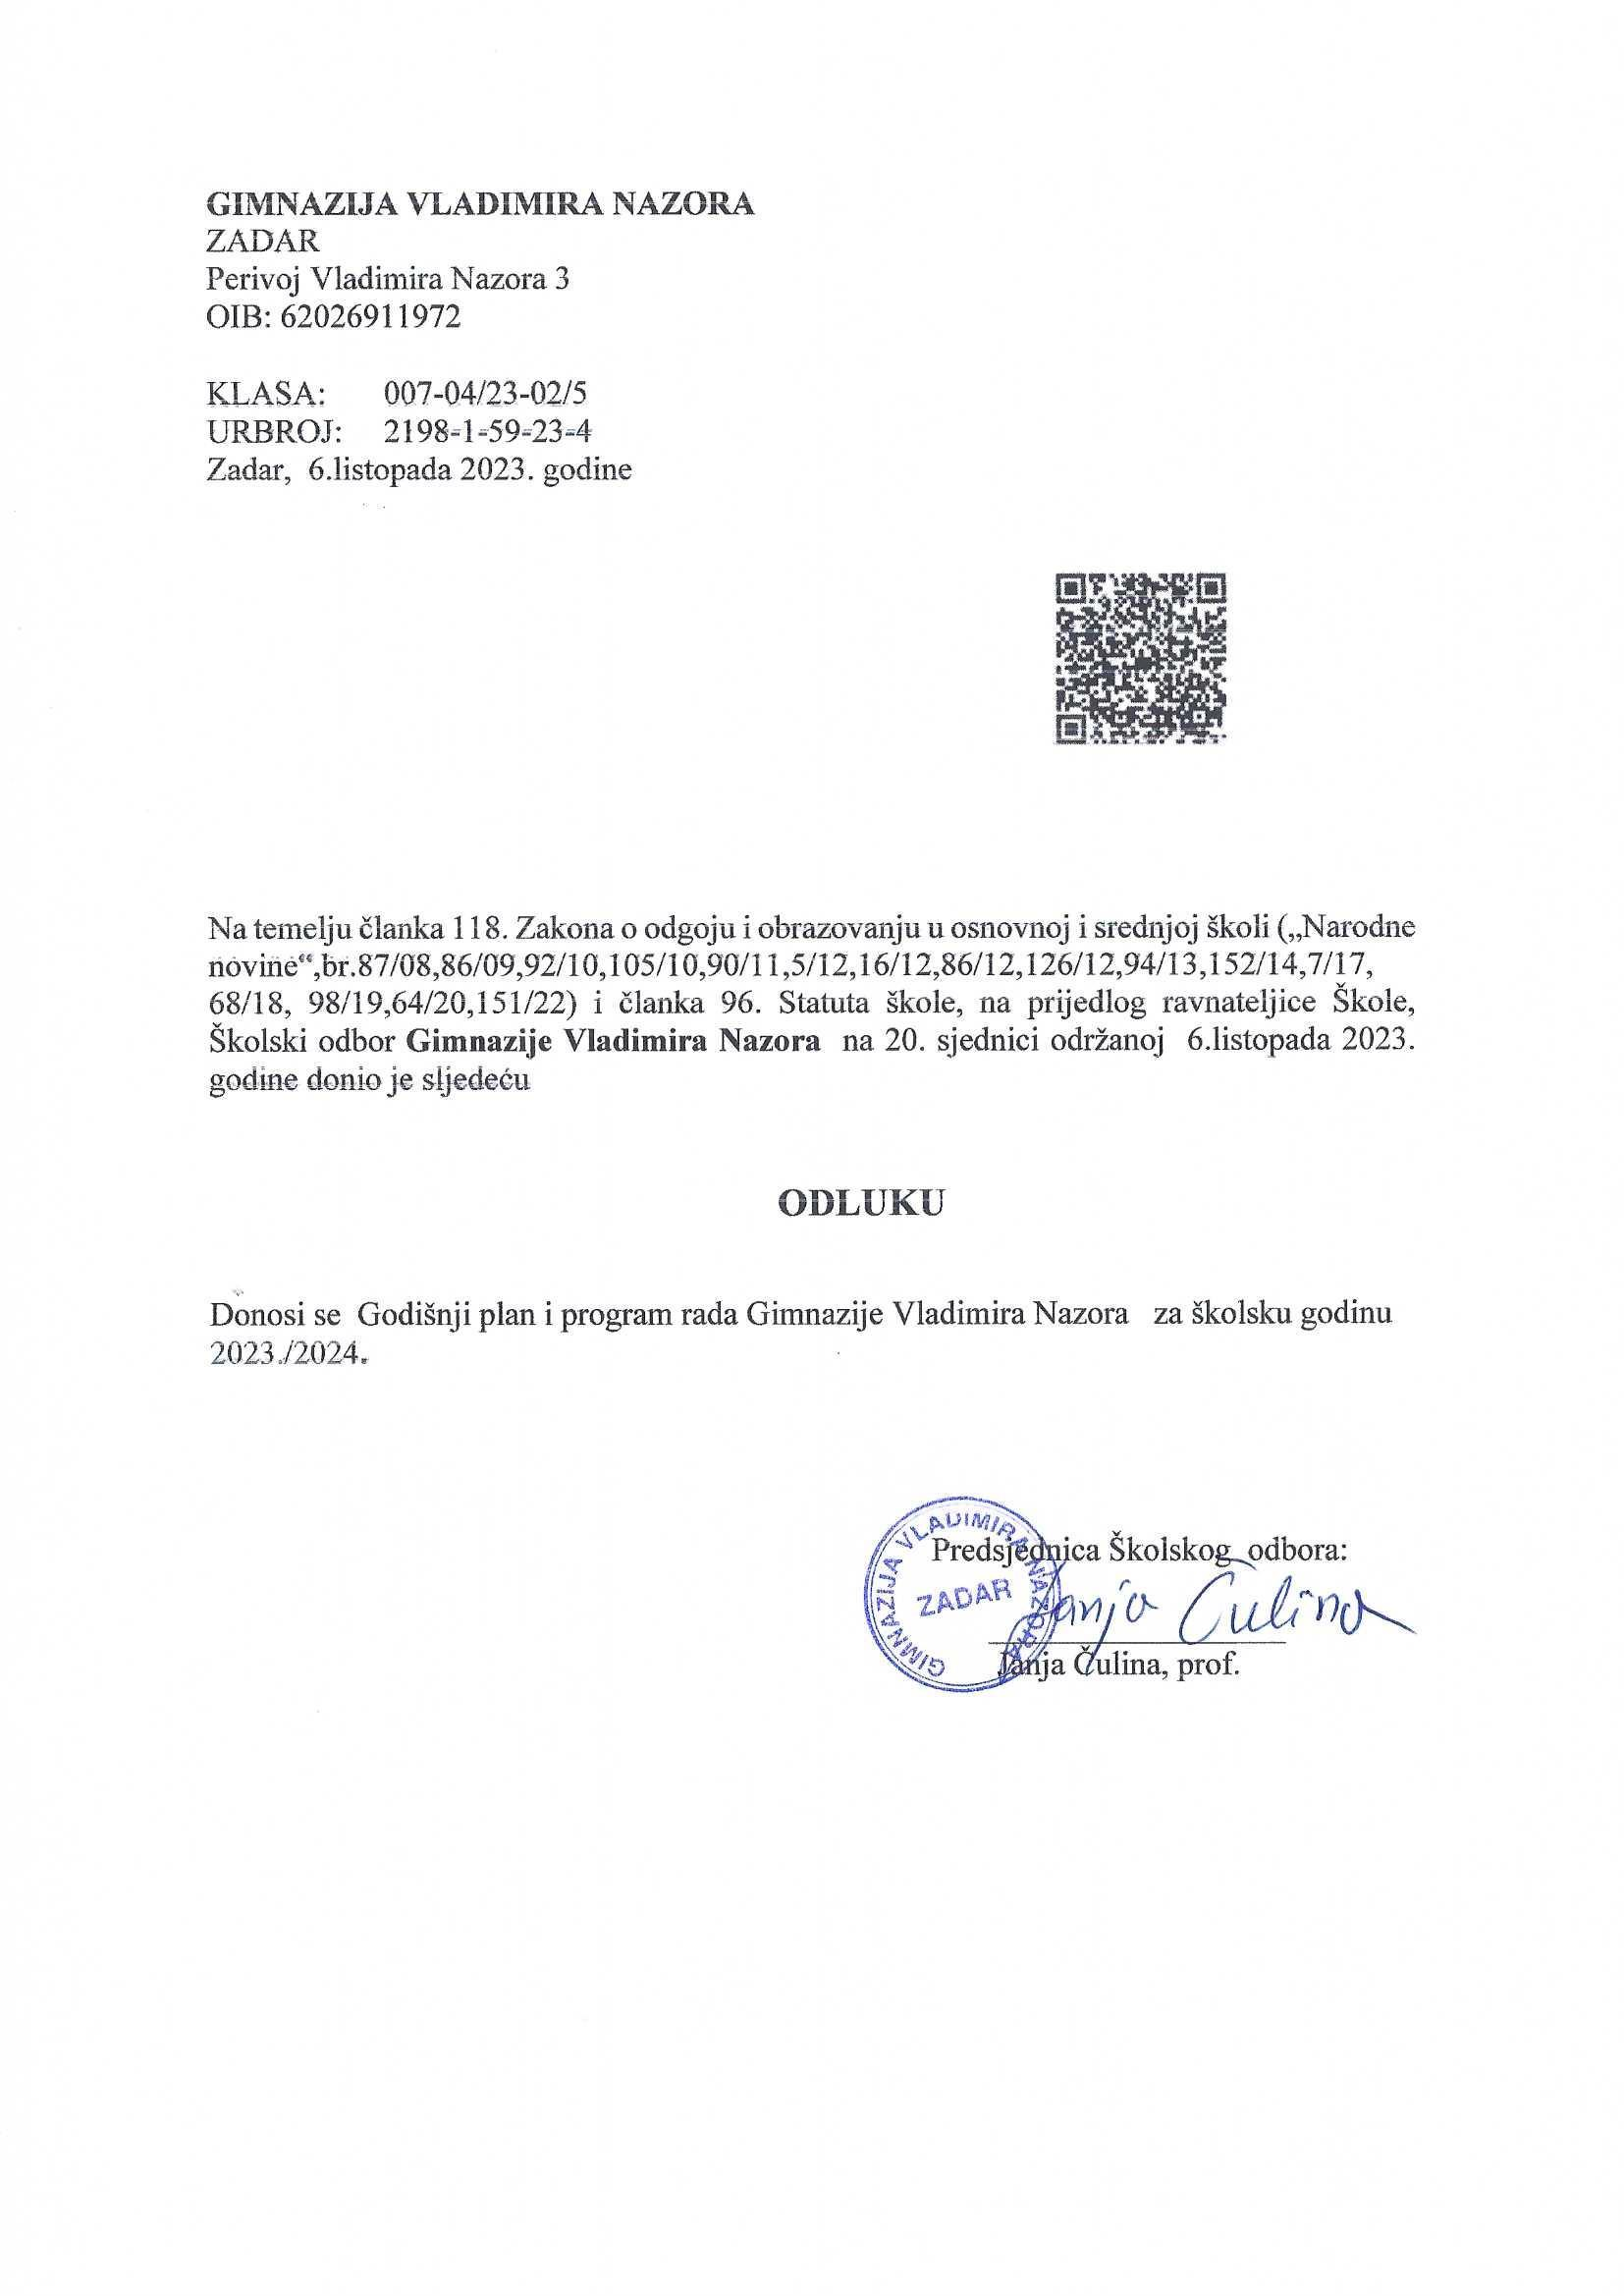 GIMNAZIJA VLADIMIRA NAZORA
ZADAR
Perivoj Vladimira Nazora 3
OIB: 62026911972
KLASA: 007-04/23-02/5
URBROJ: 2198-1-59-23-4
Zadar, 6.listopada 2023. godine
Na temelju članka 118. Zakona o odgoju i obrazovanju u osnovnoj i srednjoj školi („Narodne
novine“,br.87/08,86/09,92/10,105/10,90/11,5/12,16/12,86/12,126/12,94/13,152/14,7/17,
68/18, 98/19,64/20,151/22) i članka 96. Statuta škole, na prijedlog ravnateljice Škole,
Školski odbor Gimnazije Vladimira Nazora na 20. sjednici održanoj 6.listopada 2023.
godine donio je sljedeću
ODLUKU
Donosi se Godišnji plan i program rada Gimnazije Vladimira Nazora za školsku godinu
2023./2024.
Predsjednica Školskog odbora:
GIMNAZIJA VLADIMIRA NAZORA
ZADAR
Janja Čulina
Janja Čulina, prof.